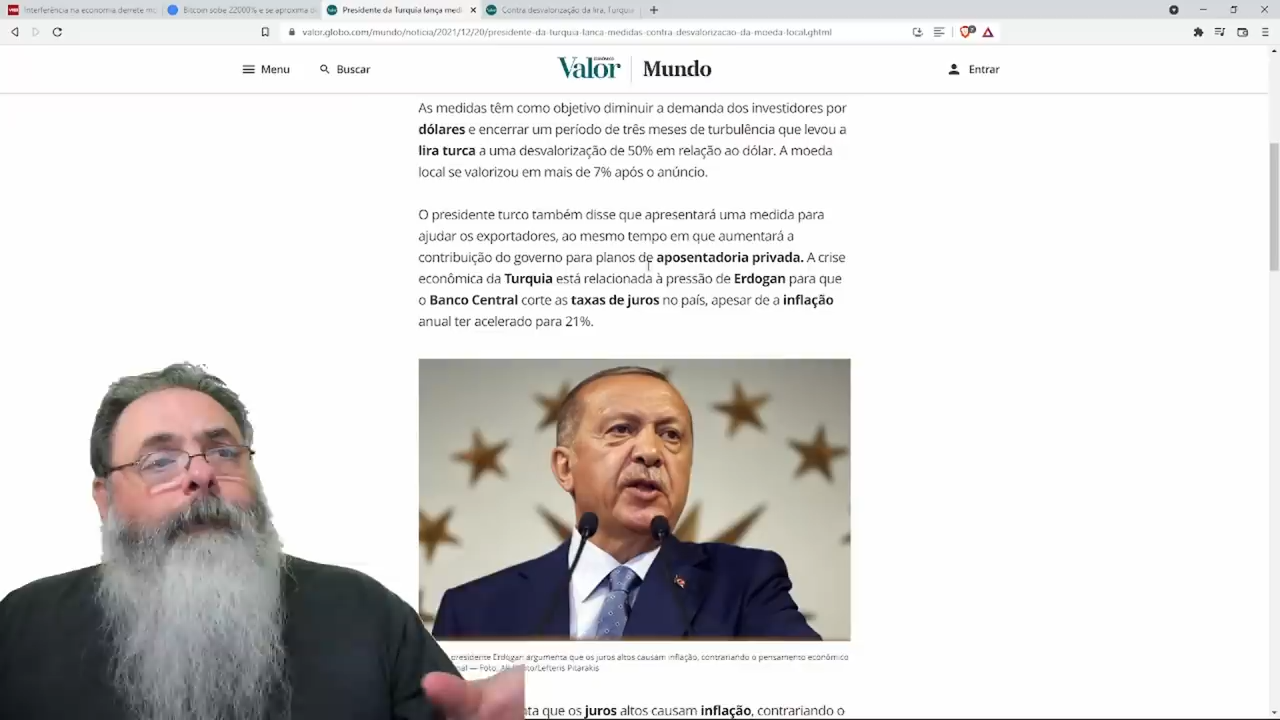 Interferência na economia derrete mo
Bitcoin sobe 22000% e se aproxima d
Presidente da Turquia lança medi
Contra desvalorização da lira, Turquia
valor.globo.com/mundo/noticia/2021/12/20/presidente-da-turquia-lanca-medidas-contra-desvalorizacao-da-moeda-local.ghtml
Menu
Buscar
Valor
ECONÔMICO
Mundo
Entrar
As medidas têm como objetivo diminuir a demanda dos investidores por
dólares e encerrar um período de três meses de turbulência que levou a
lira turca a uma desvalorização de 50% em relação ao dólar. A moeda
local se valorizou em mais de 7% após o anúncio.
O presidente turco também disse que apresentará uma medida para
ajudar os exportadores, ao mesmo tempo em que aumentará a
contribuição do governo para planos de aposentadoria privada. A crise
econômica da Turquia está relacionada à pressão de Erdogan para que
o Banco Central corte as taxas de juros no país, apesar de a inflação
anual ter acelerado para 21%.
presidente Erdogan argumenta que os juros altos causam inflação, contrariando o pensamento econômico
nal — Foto: AP Photo/Lefteris Pitarakis
nta que os juros altos causam inflação, contrariando o